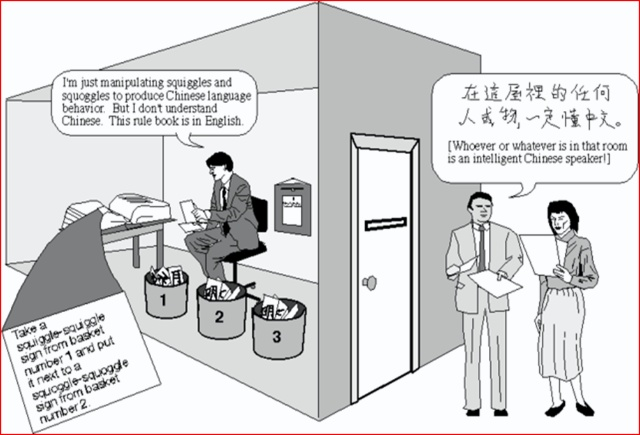 I'm just manipulating squiggles and
squoggles to produce Chinese language
behavior. But I don't understand
Chinese. This rule book is in English.
在這屋裡的任何
人或物,一定懂中文。
[Whoever or whatever is in that room
is an intelligent Chinese speaker!]
1
2
3
Take a
squiggle-squiggle
sign from basket
number 1 and put
it next to a
squoggle-squoggle
sign from basket
number 2.